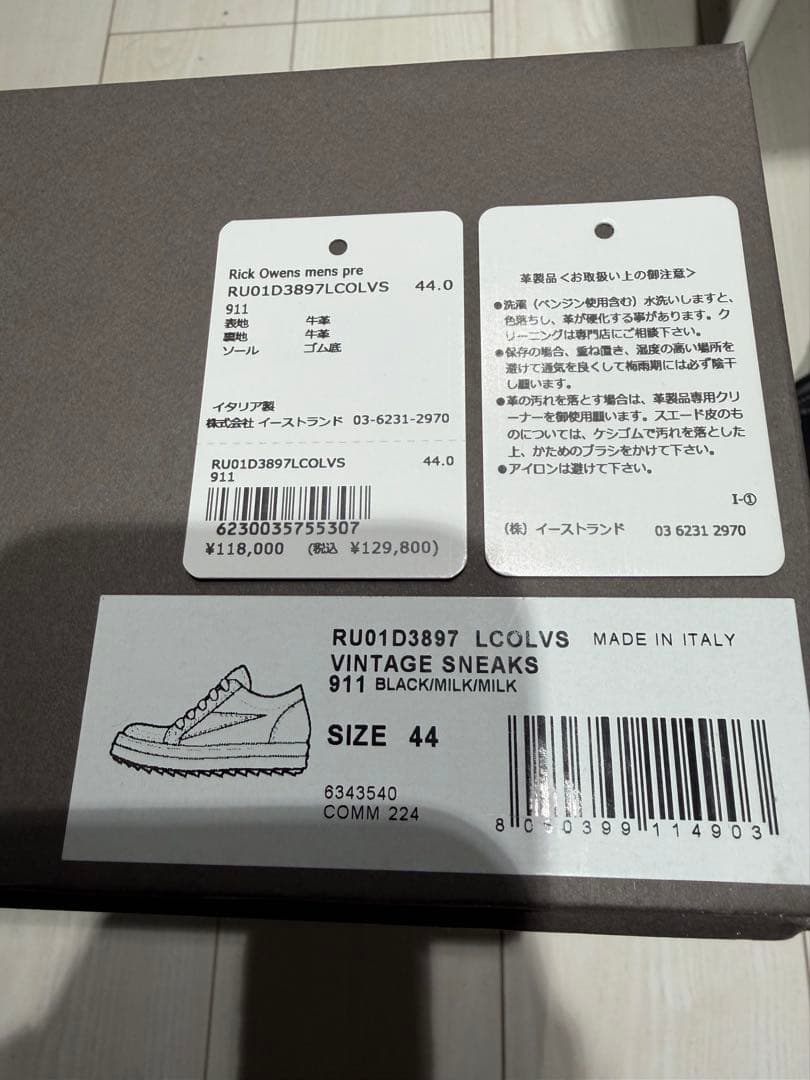 Rick Owens mens pre
RU01D3897LCOLVS 44.0
911
表地 牛革
裏地 牛革
ソール ゴム底
イタリア製
株式会社 イーストランド 03-6231-2970
RU01D3897LCOLVS 44.0
911
6230035755307
¥118,000 (税込 ¥129,800)
革製品<お取扱い上の御注意>
●洗濯(ベンジン使用含む)水洗いしますと、
色落ちし、革が硬化する事があります。ク
リーニングは専門店にご相談下さい。
●保存の場合、重ね置き、湿度の高い場所を
避けて通気を良くして梅雨期には必ず陰干
し願います。
●革の汚れを落とす場合は、革製品専用クリ
ーナーを御使用願います。スエード皮のも
のについては、ケシゴムで汚れを落とした
上、かためのブラシをかけて下さい。
●アイロンは避けて下さい。
I-①
(株)イーストランド 03 6231 2970
RU01D3897 LCOLVS MADE IN ITALY
VINTAGE SNEAKS
911 BLACK/MILK/MILK
SIZE 44
6343540
COMM 224
114903